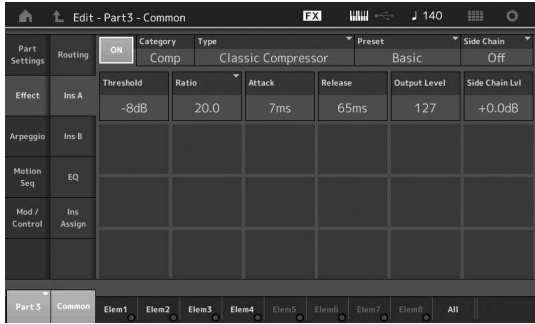 Edit - Part3 - Common
FX
140
Part Settings
Routing
ON
Category
Comp
Type
Classic Compressor
Preset
Basic
Side Chain
Off
Effect
Ins A
Threshold
-8dB
Ratio
20.0
Attack
7ms
Release
65ms
Output Level
127
Side Chain Lvl
+0.0dB
Arpeggio
Ins B
Motion Seq
EQ
Mod / Control
Ins Assign
Part 3
Common
Elem1
Elem2
Elem3
Elem4
Elem5
Elem6
Elem7
Elem8
All